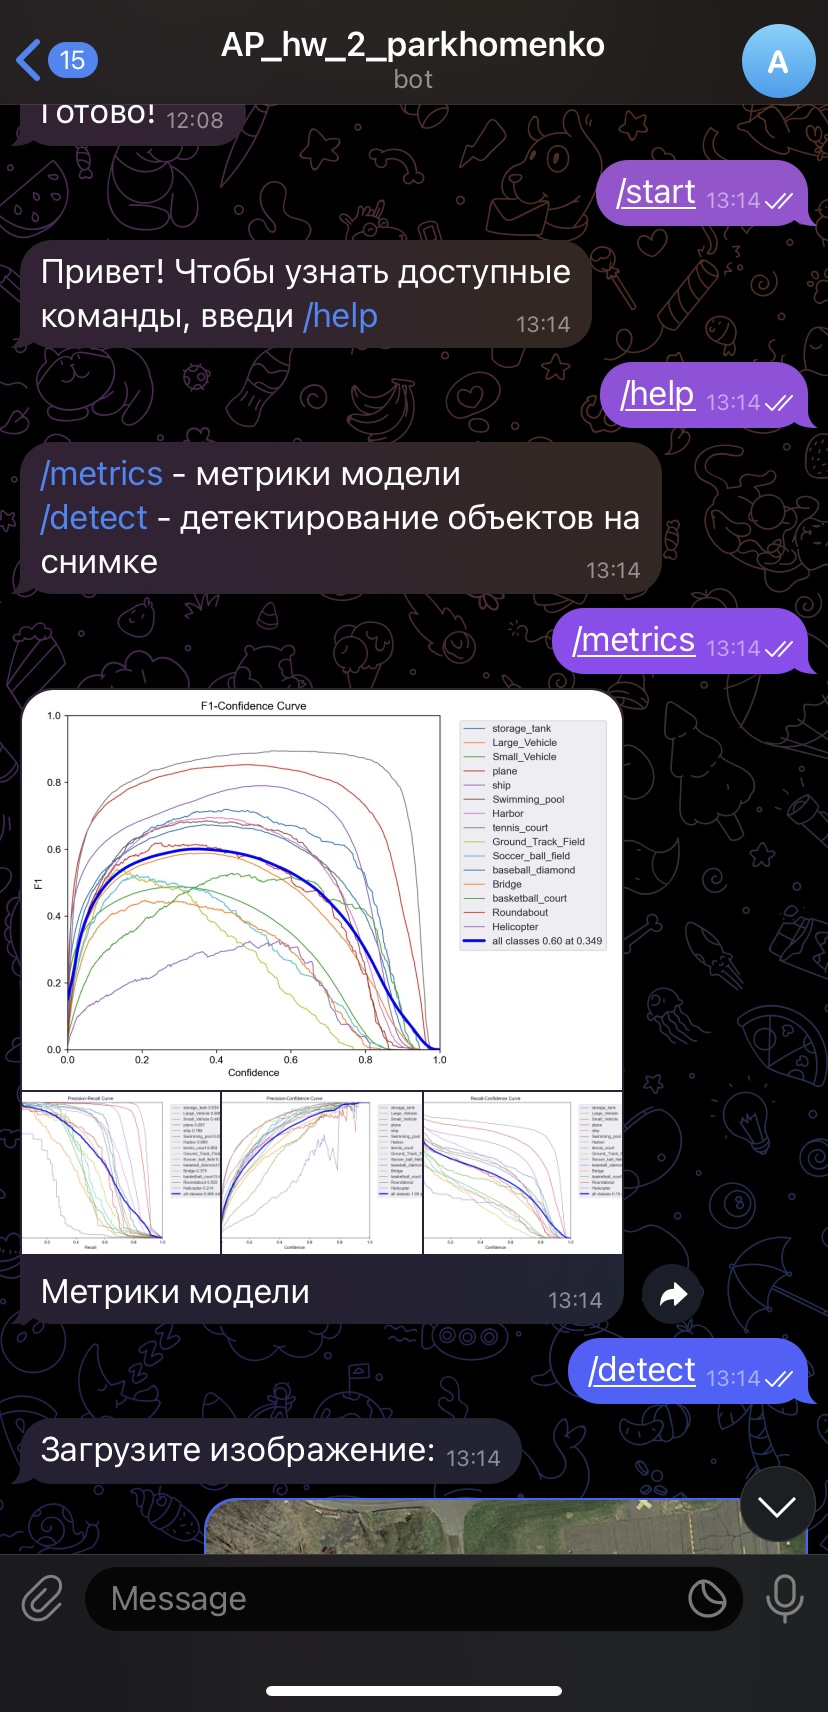 15
AP_hw_2_parkhomenko
bot
A
Готово! 12:08
/start 13:14
Привет! Чтобы узнать доступные
команды, введи /help 13:14
/help 13:14
/metrics - метрики модели
/detect - детектирование объектов на
снимке 13:14
/metrics 13:14
F1-Confidence Curve
1.0
0.8
0.6
0.4
0.2
0.0
F1
0.0 0.2 0.4 0.6 0.8 1.0
Confidence
storage_tank
Large_Vehicle
Small_Vehicle
plane
ship
Swimming_pool
Harbor
tennis_court
Ground_Track_Field
Soccer_ball_field
baseball_diamond
Bridge
basketball_court
Roundabout
Helicopter
all classes 0.60 at 0.349
Precision-Recall Curve
Recall
Precision-Confidence Curve
Confidence
Recall-Confidence Curve
Confidence
Метрики модели 13:14
/detect 13:14
Загрузите изображение: 13:14
Message